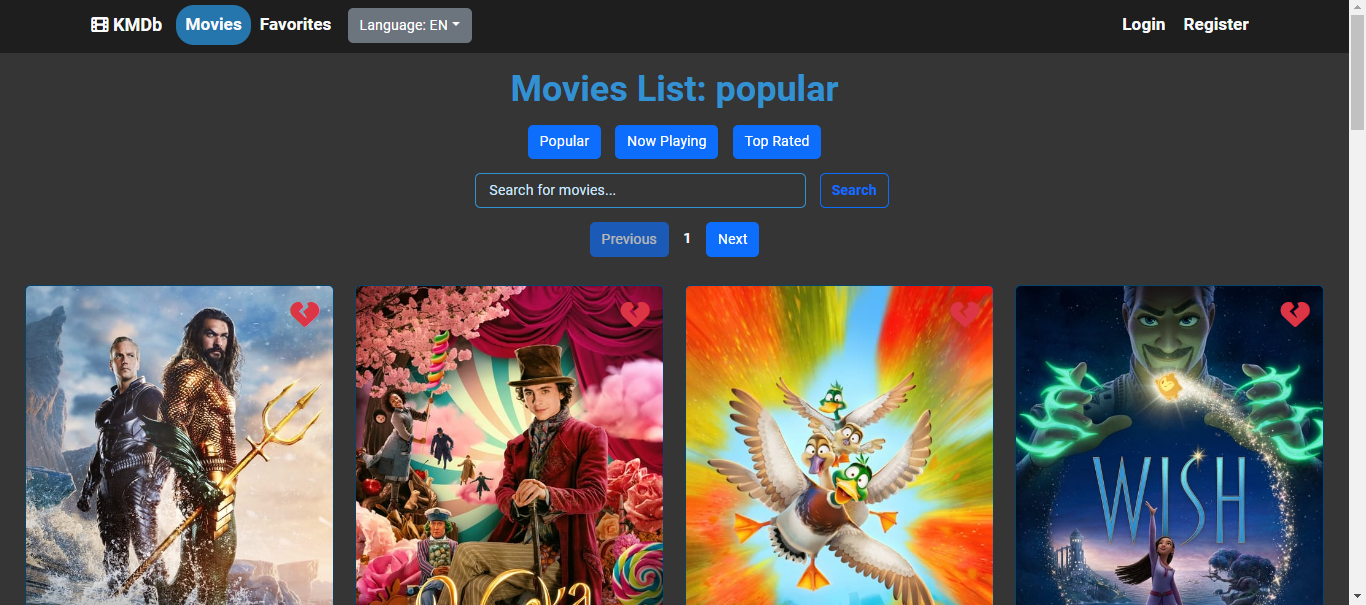 KMDb Movies Favorites Language: EN Login Register
Movies List: popular
Popular Now Playing Top Rated
Search for movies... Search
Previous 1 Next
WISH